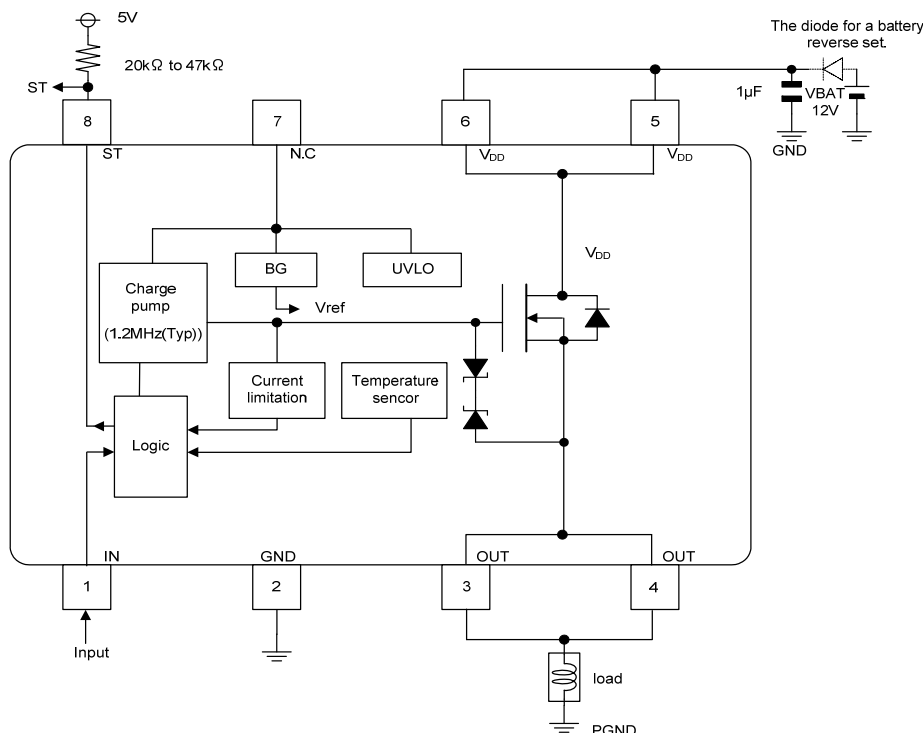 5V
The diode for a battery
reverse set.
20kΩ to 47kΩ
ST
1µF
VBAT
12V
GND
8
7
6
5
ST
N.C
VDD
VDD
VDD
Charge
pump
(1.2MHz(Typ))
BG
UVLO
Vref
Current
limitation
Temperature
sencor
Logic
IN
GND
OUT
OUT
1
2
3
4
Input
load
PGND